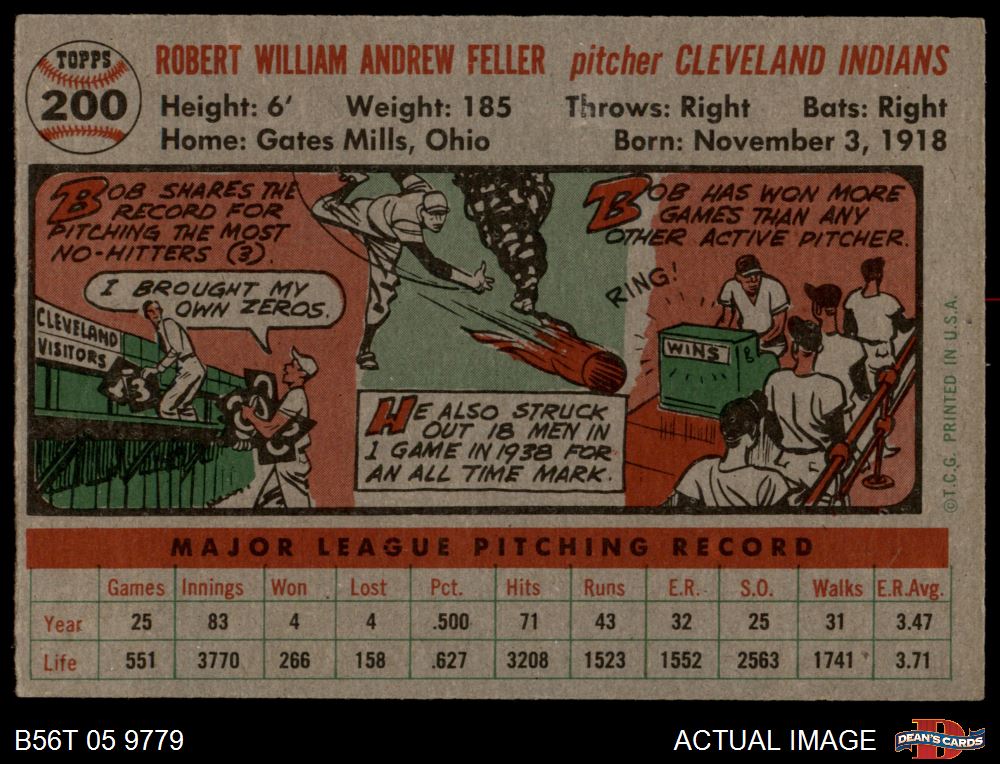 TOPPS
200
ROBERT WILLIAM ANDREW FELLER pitcher CLEVELAND INDIANS
Height: 6' Weight: 185 Throws: Right Bats: Right
Home: Gates Mills, Ohio Born: November 3, 1918
BOB SHARES THE
RECORD FOR
PITCHING THE MOST
NO-HITTERS (3).
I BROUGHT MY
OWN ZEROS.
CLEVELAND
VISITORS
HE ALSO STRUCK
OUT 18 MEN IN
1 GAME IN 1938 FOR
AN ALL TIME MARK.
BOB HAS WON MORE
GAMES THAN ANY
OTHER ACTIVE PITCHER.
RING!
WINS
©T.C.G. PRINTED IN U.S.A.
MAJOR LEAGUE PITCHING RECORD
Games Innings Won Lost Pct. Hits Runs E.R. S.O. Walks E.R.Avg.
Year 25 83 4 4 .500 71 43 32 25 31 3.47
Life 551 3770 266 158 .627 3208 1523 1552 2563 1741 3.71
B56T 05 9779
ACTUAL IMAGE
DEAN'S CARDS